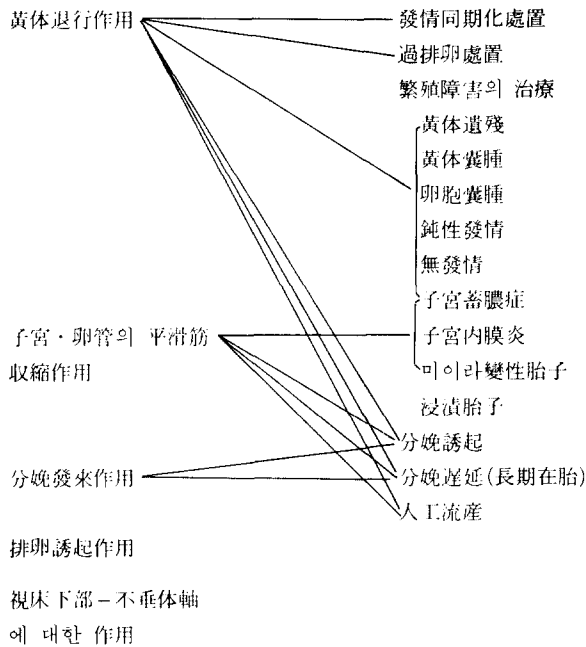 黃体退行作用
發情同期化處置
過排卵處置
繁殖障害의 治療
黃体遺殘
黃体囊腫
卵胞囊腫
鈍性發情
無發情
子宮蓄膿症
子宮・卵管의 平滑筋
收縮作用
子宮內膜炎
미이라變性胎子
浸漬胎子
分娩誘起
分娩發來作用
分娩遅延(長期在胎)
人工流産
排卵誘起作用
視床下部－不垂体軸
에 대한 作用